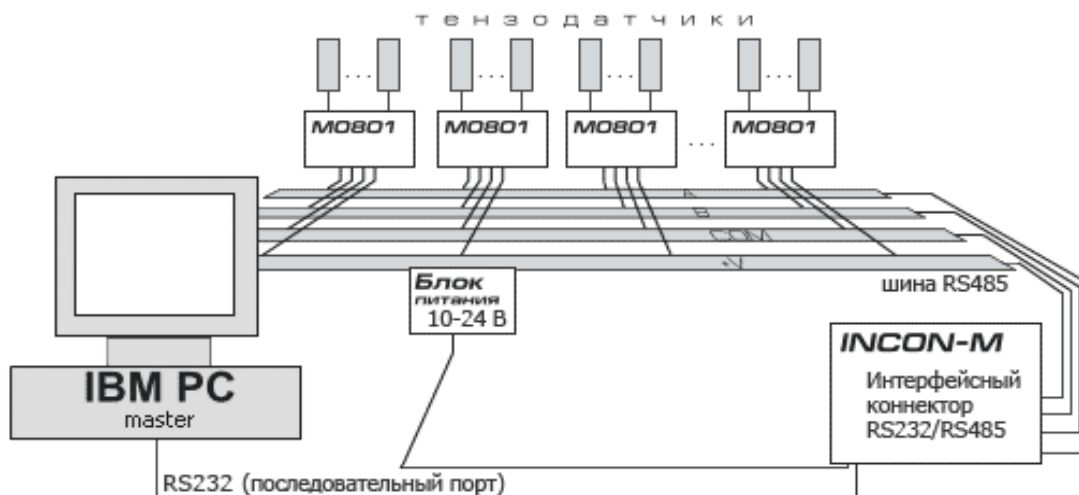 тензодатчики
... ... ... ...
M0801 M0801 M0801 ... M0801
A
B
COM
+V
шина RS485
Блок
питания
10-24 В
INCON-M
Интерфейсный
коннектор
RS232/RS485
IBM PC
master
RS232 (последовательный порт)